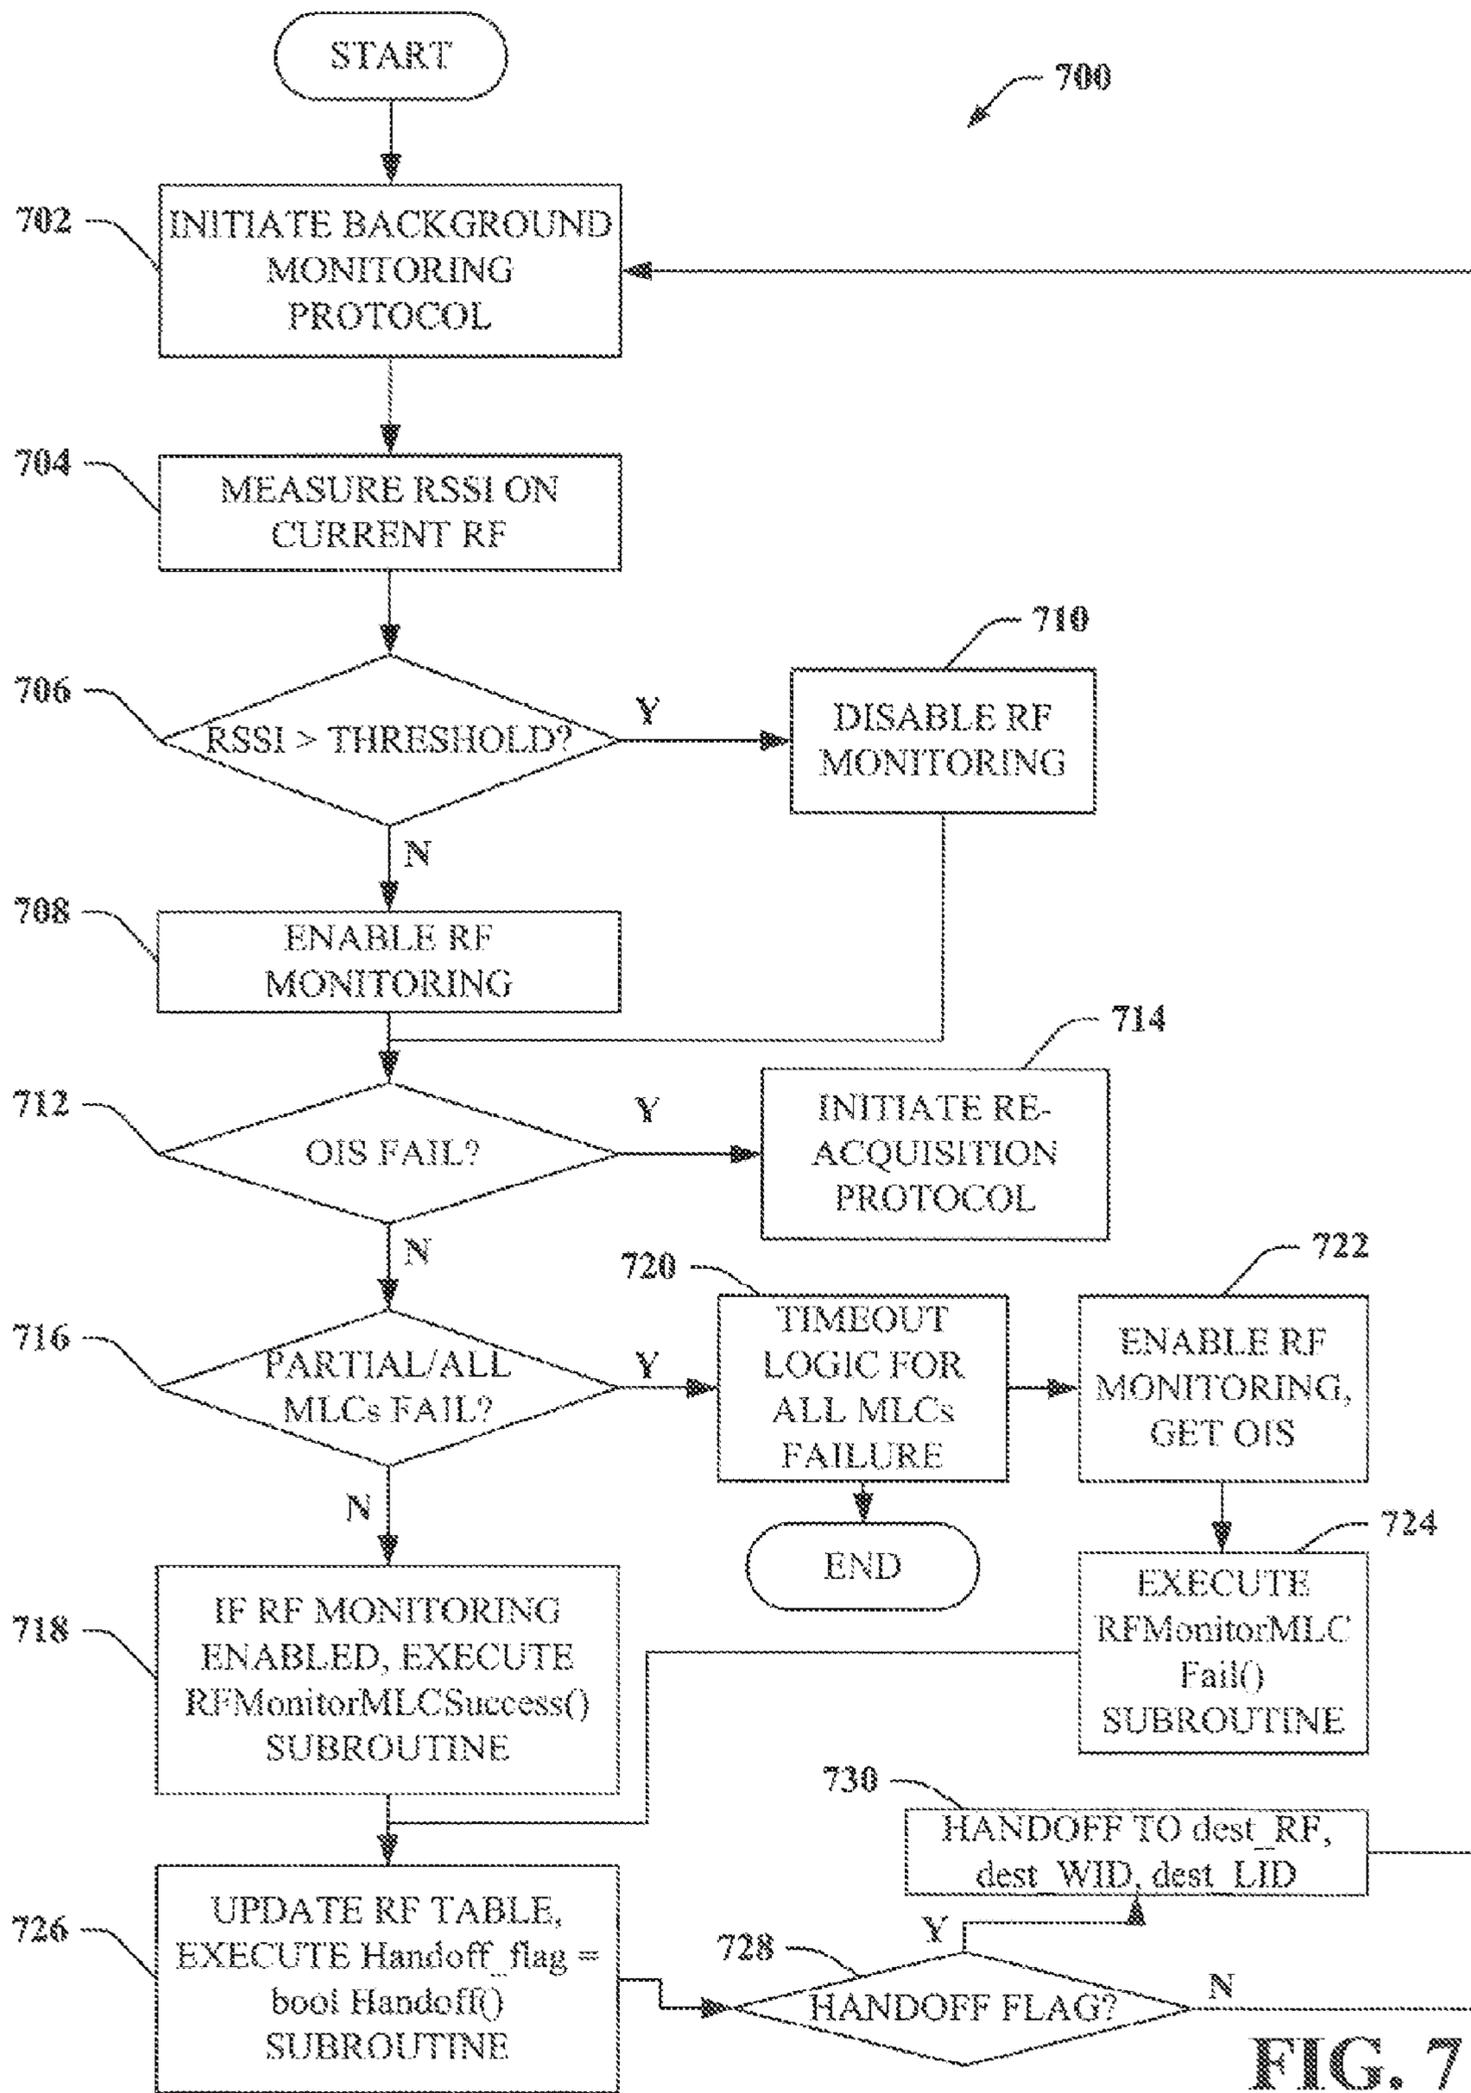 START
700
702
INITIATE BACKGROUND
MONITORING
PROTOCOL
704
MEASURE RSSI ON
CURRENT RF
706
RSSI > THRESHOLD?
Y
N
710
DISABLE RF
MONITORING
708
ENABLE RF
MONITORING
712
OIS FAIL?
Y
N
714
INITIATE RE-
ACQUISITION
PROTOCOL
716
PARTIAL/ALL
MLCs FAIL?
Y
N
720
TIMEOUT
LOGIC FOR
ALL MLCs
FAILURE
END
722
ENABLE RF
MONITORING,
GET OIS
724
EXECUTE
RFMonitorMLC
Fail()
SUBROUTINE
718
IF RF MONITORING
ENABLED, EXECUTE
RFMonitorMLCSuccess()
SUBROUTINE
730
HANDOFF TO dest_RF,
dest_WID, dest_LID
726
UPDATE RF TABLE,
EXECUTE Handoff_flag =
bool Handoff()
SUBROUTINE
728
HANDOFF FLAG?
Y
N
FIG. 7